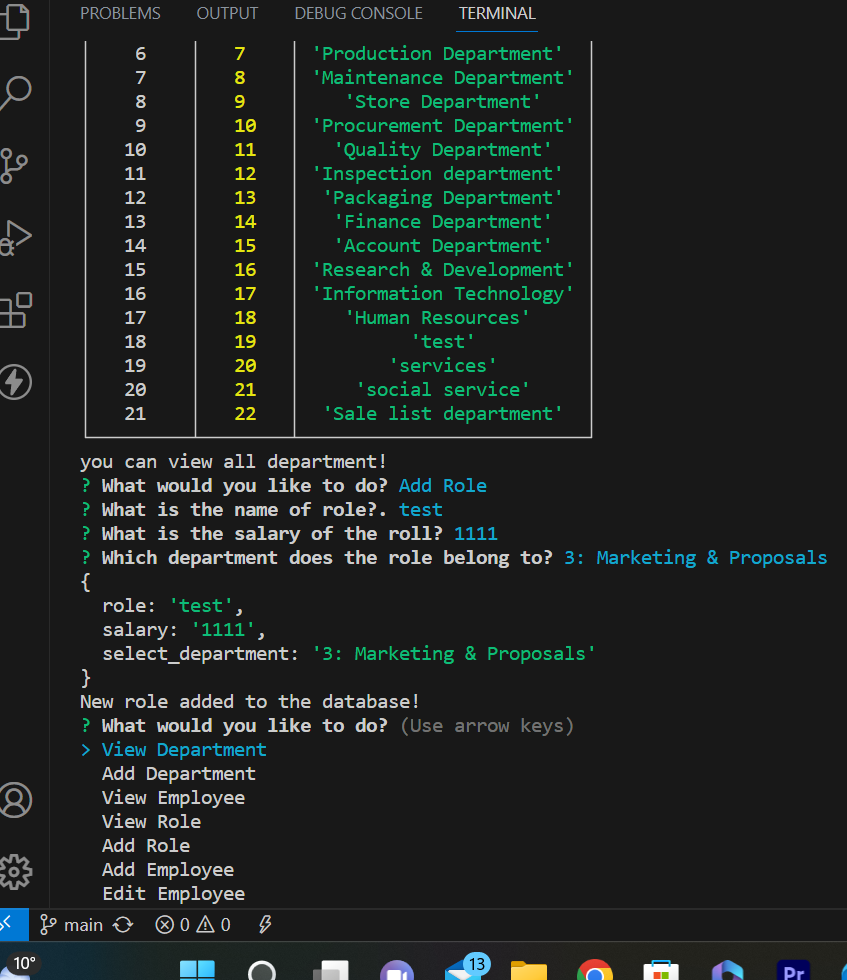 PROBLEMS OUTPUT DEBUG CONSOLE TERMINAL
6 7 'Production Department'
7 8 'Maintenance Department'
8 9 'Store Department'
9 10 'Procurement Department'
10 11 'Quality Department'
11 12 'Inspection department'
12 13 'Packaging Department'
13 14 'Finance Department'
14 15 'Account Department'
15 16 'Research & Development'
16 17 'Information Technology'
17 18 'Human Resources'
18 19 'test'
19 20 'services'
20 21 'social service'
21 22 'Sale list department'
you can view all department!
? What would you like to do? Add Role
? What is the name of role?. test
? What is the salary of the roll? 1111
? Which department does the role belong to? 3: Marketing & Proposals
{
role: 'test',
salary: '1111',
select_department: '3: Marketing & Proposals'
}
New role added to the database!
? What would you like to do? (Use arrow keys)
> View Department
Add Department
View Employee
View Role
Add Role
Add Employee
Edit Employee
main 0 0
10°
13
Pr